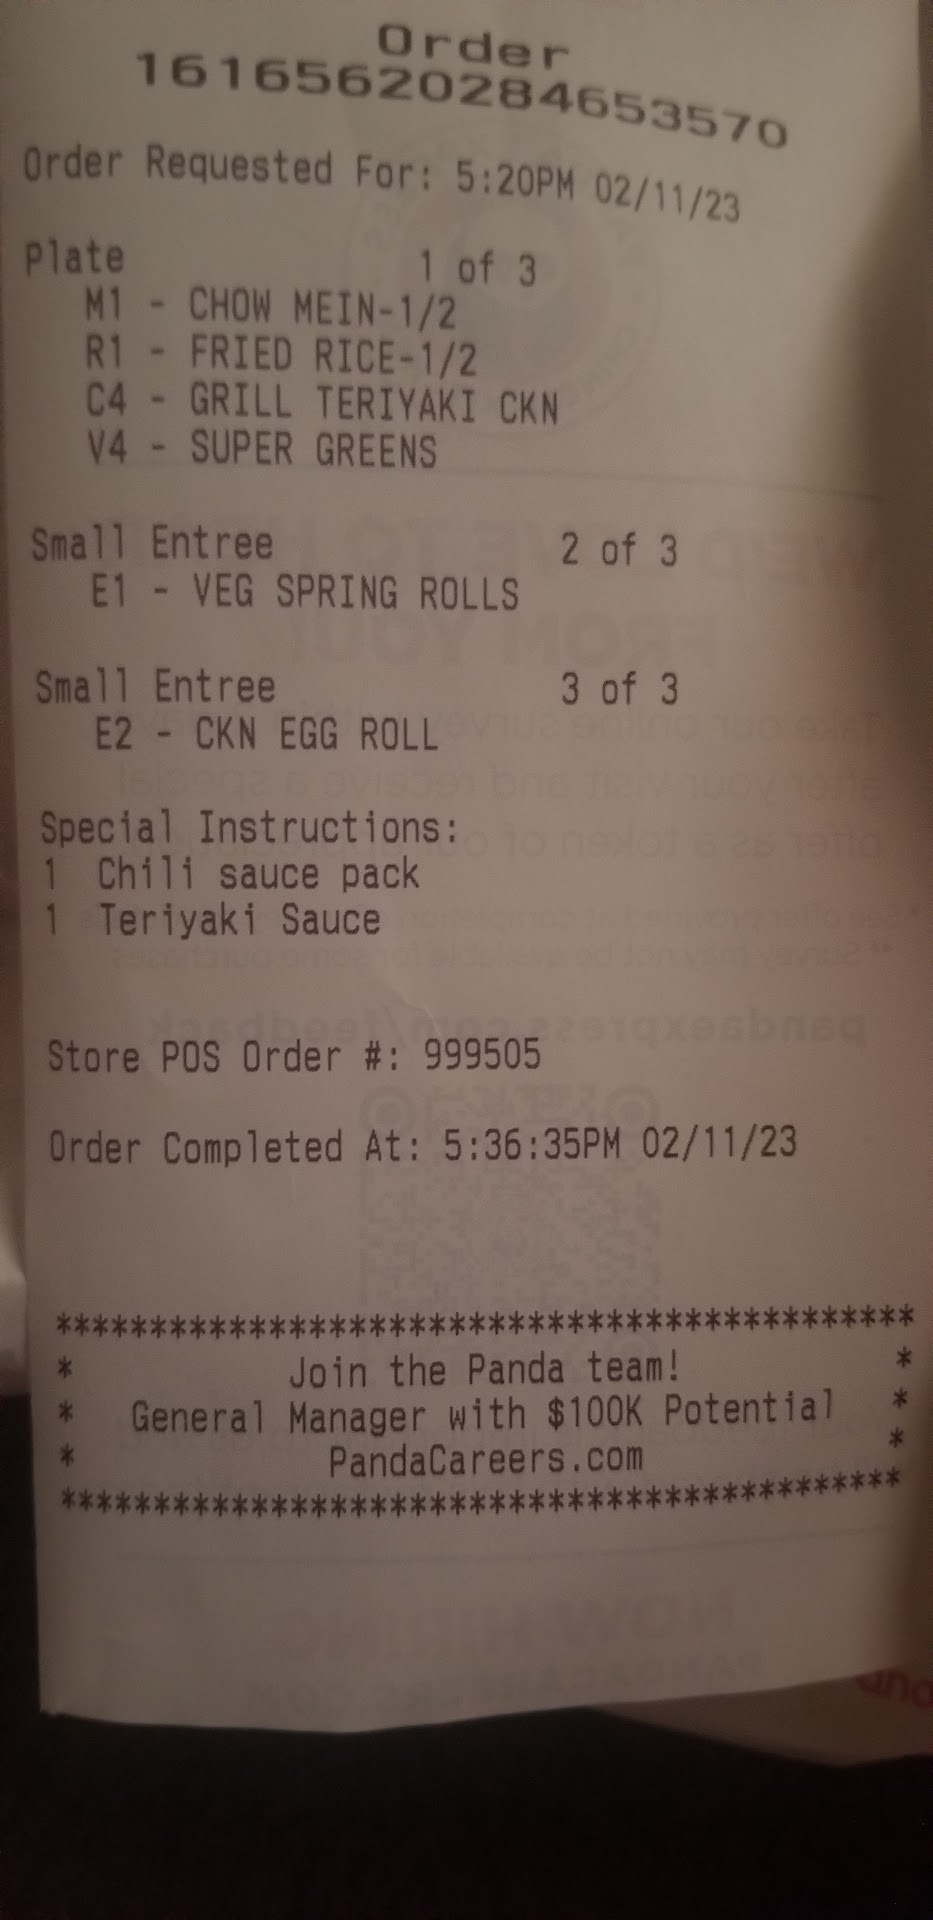 Order
1616562028465 3570
Order Requested For: 5:20PM 02/11/23
Plate 1 of 3
M1 - CHOW MEIN-1/2
R1 - FRIED RICE-1/2
C4 - GRILL TERIYAKI CKN
V4 - SUPER GREENS
Small Entree 2 of 3
E1 - VEG SPRING ROLLS
Small Entree 3 of 3
E2 - CKN EGG ROLL
Special Instructions:
1 Chili sauce pack
1 Teriyaki Sauce
Store POS Order #: 999505
Order Completed At: 5:36:35PM 02/11/23
***********************************************
* Join the Panda team! *
* General Manager with $100K Potential *
* PandaCareers.com *
***********************************************